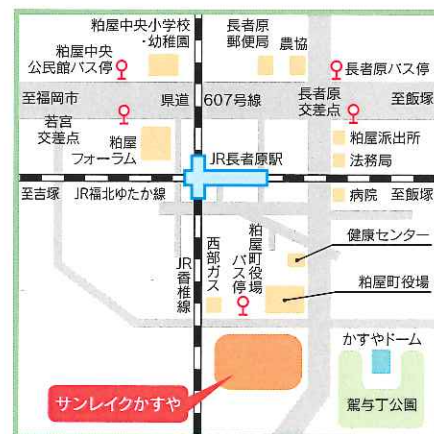 粕屋中央小学校
・幼稚園
長者原
郵便局
農協
粕屋中央
公民館バス停
長者原バス停
至福岡市
県道
607号線
長者原
交差点
至飯塚
若宮
交差点
粕屋
フォーラム
粕屋派出所
JR長者原駅
法務局
至吉塚
JR福北ゆたか線
病院
至飯塚
JR香椎線
西部ガス
粕屋町役場
バス停
健康センター
粕屋町役場
かすやドーム
サンレイクかすや
駕与丁公園